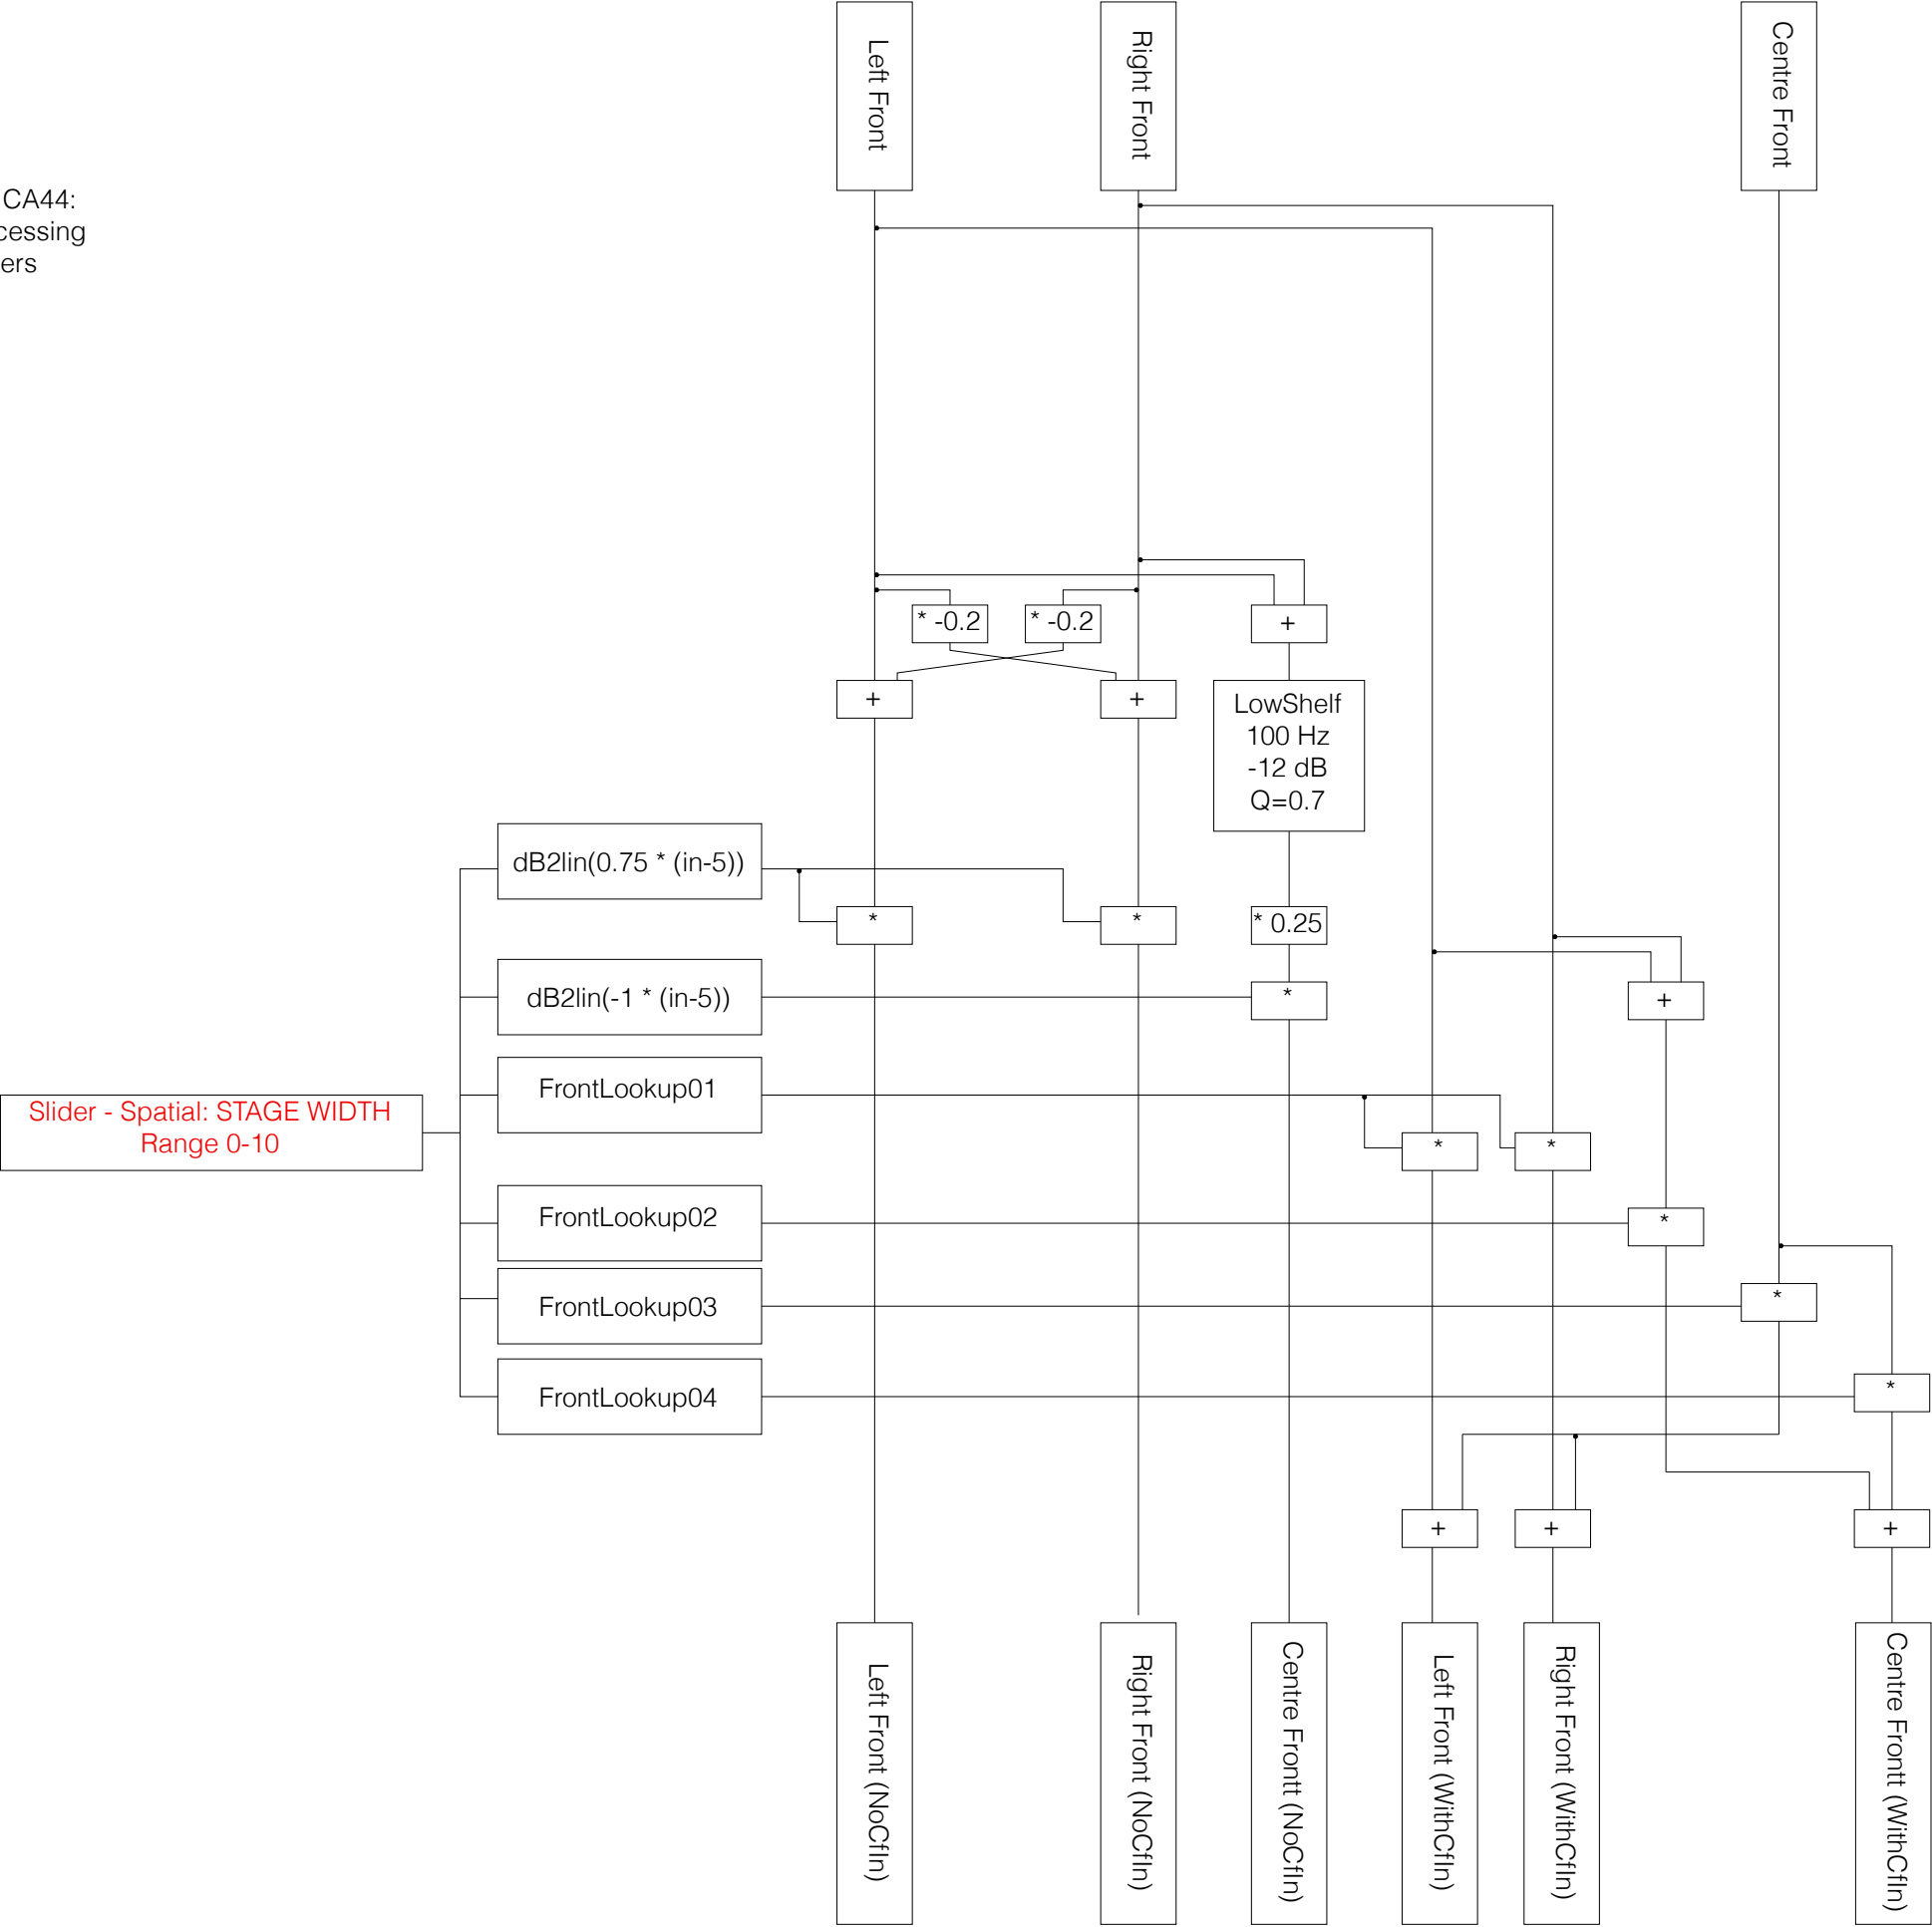 Left Front
Right Front
Centre Front
CA44:
cessing
ers
* -0.2
* -0.2
+
+
+
LowShelf
100 Hz
-12 dB
Q=0.7
dB2lin(0.75 * (in-5))
*
*
* 0.25
dB2lin(-1 * (in-5))
*
+
FrontLookup01
Slider - Spatial: STAGE WIDTH
Range 0-10
*
*
FrontLookup02
*
FrontLookup03
*
FrontLookup04
*
+
+
+
Left Front (NoCfIn)
Right Front (NoCfIn)
Centre Frontt (NoCfIn)
Left Front (WithCfIn)
Right Front (WithCfIn)
Centre Frontt (WithCfIn)